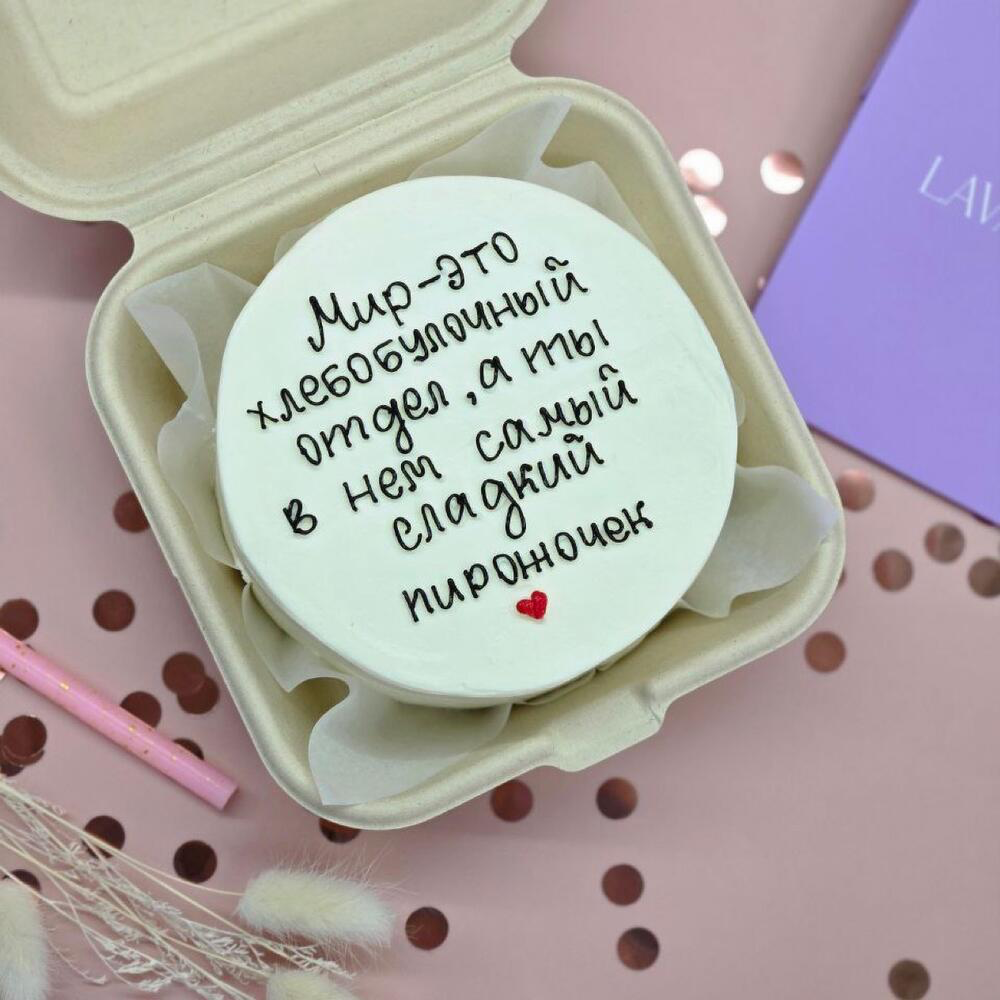 Мир-это
хлебобулочный
отдел, а ты
в нем самый
сладкий
пирожочек